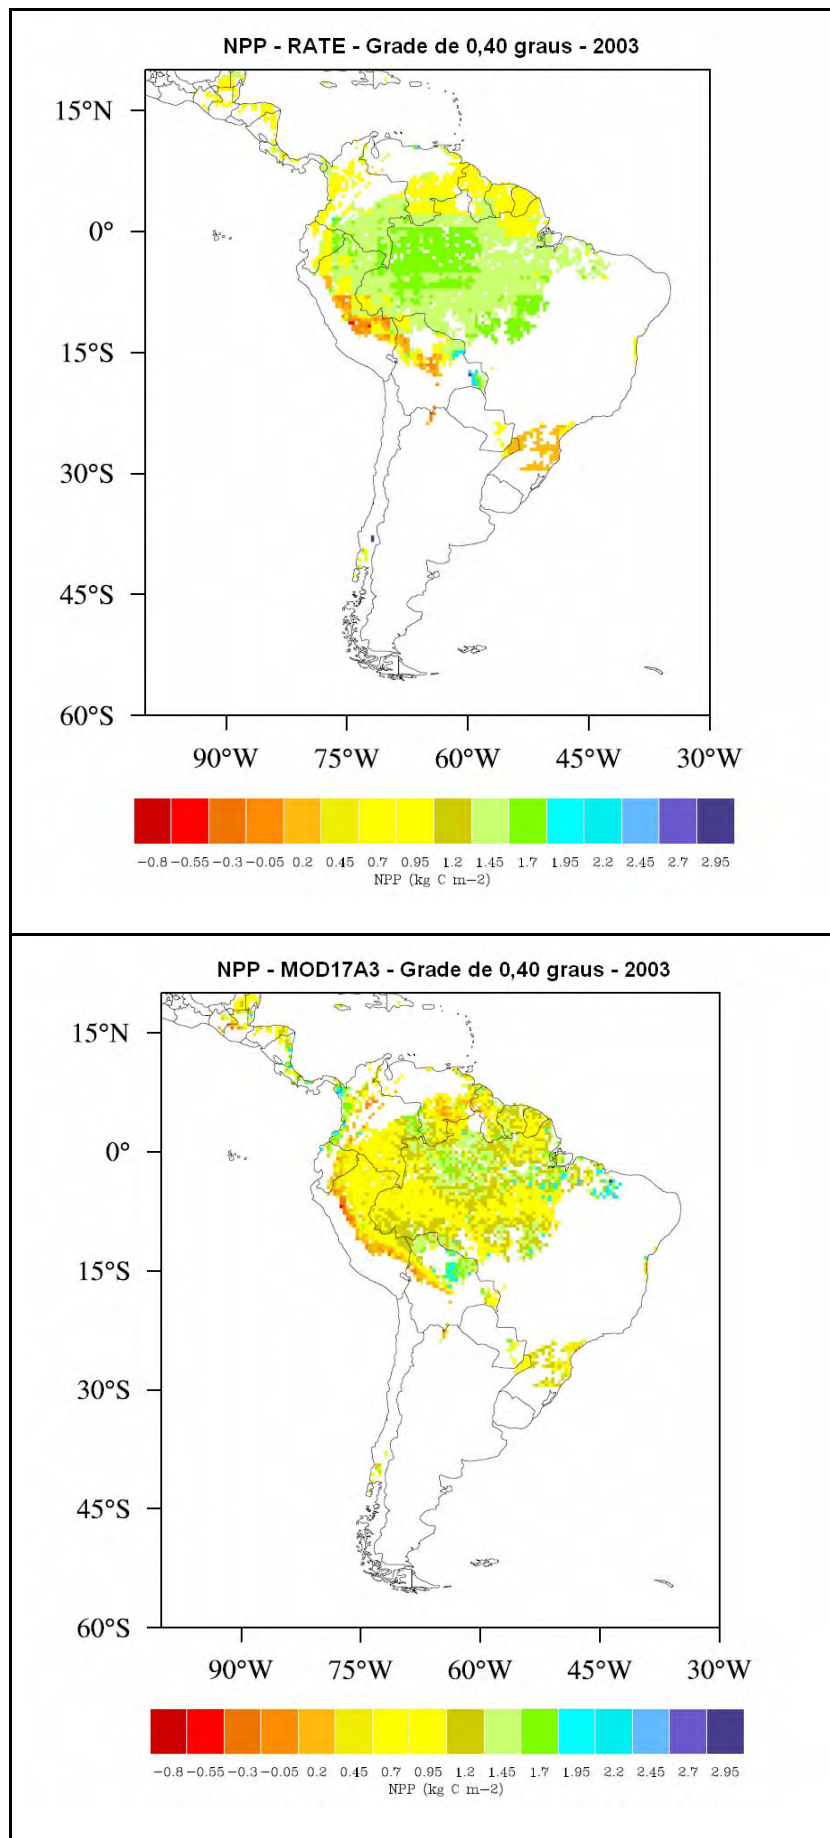 NPP - RATE - Grade de 0,40 graus - 2003
15°N
0°
15°S
30°S
45°S
60°S
90°W 75°W 60°W 45°W 30°W
−0.8 −0.55 −0.3 −0.05 0.2 0.45 0.7 0.95 1.2 1.45 1.7 1.95 2.2 2.45 2.7 2.95
NPP (kg C m−2)
NPP - MOD17A3 - Grade de 0,40 graus - 2003
15°N
0°
15°S
30°S
45°S
60°S
90°W 75°W 60°W 45°W 30°W
−0.8 −0.55 −0.3 −0.05 0.2 0.45 0.7 0.95 1.2 1.45 1.7 1.95 2.2 2.45 2.7 2.95
NPP (kg C m−2)